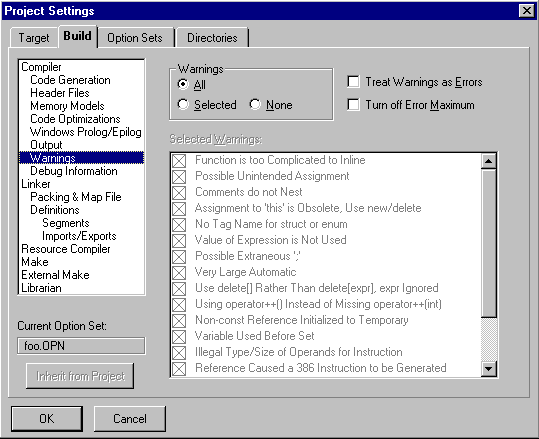 Project Settings
Target
Build
Option Sets
Directories
Compiler
Code Generation
Header Files
Memory Models
Code Optimizations
Windows Prolog/Epilog
Output
Warnings
Debug Information
Linker
Packing & Map File
Definitions
Segments
Imports/Exports
Resource Compiler
Make
External Make
Librarian
Current Option Set:
foo.OPN
Inherit from Project
Warnings
All
Selected
None
Treat Warnings as Errors
Turn off Error Maximum
Selected Warnings:
Function is too Complicated to Inline
Possible Unintended Assignment
Comments do not Nest
Assignment to 'this' is Obsolete, Use new/delete
No Tag Name for struct or enum
Value of Expression is Not Used
Possible Extraneous ';'
Very Large Automatic
Use delete[] Rather Than delete[expr], expr Ignored
Using operator++() Instead of Missing operator++(int)
Non-const Reference Initialized to Temporary
Variable Used Before Set
Illegal Type/Size of Operands for Instruction
Reference Caused a 386 Instruction to be Generated
OK
Cancel